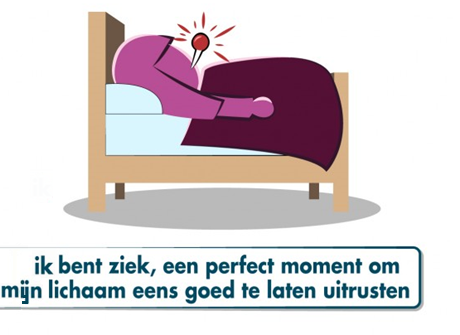 ik bent ziek, een perfect moment om
mijn lichaam eens goed te laten uitrusten